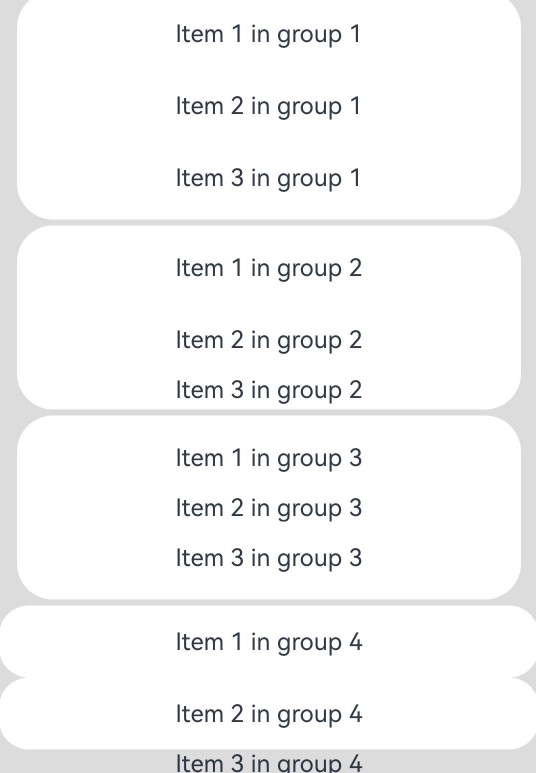 Item 1 in group 1
Item 2 in group 1
Item 3 in group 1
Item 1 in group 2
Item 2 in group 2
Item 3 in group 2
Item 1 in group 3
Item 2 in group 3
Item 3 in group 3
Item 1 in group 4
Item 2 in group 4
Item 3 in group 4